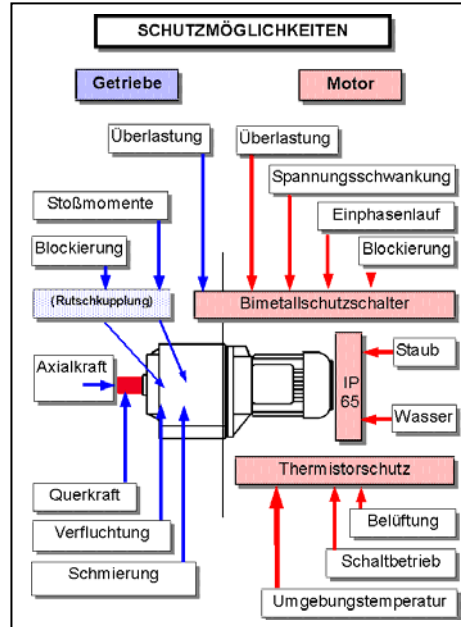 SCHUTZMÖGLICHKEITEN
Getriebe
Motor
Überlastung
Überlastung
Spannungsschwankung
Stoßmomente
Einphasenlauf
Blockierung
Blockierung
(Rutschkupplung)
Bimetallschutzschalter
Axialkraft
IP
65
Staub
Wasser
Thermistorschutz
Querkraft
Belüftung
Verfluchtung
Schaltbetrieb
Schmierung
Umgebungstemperatur